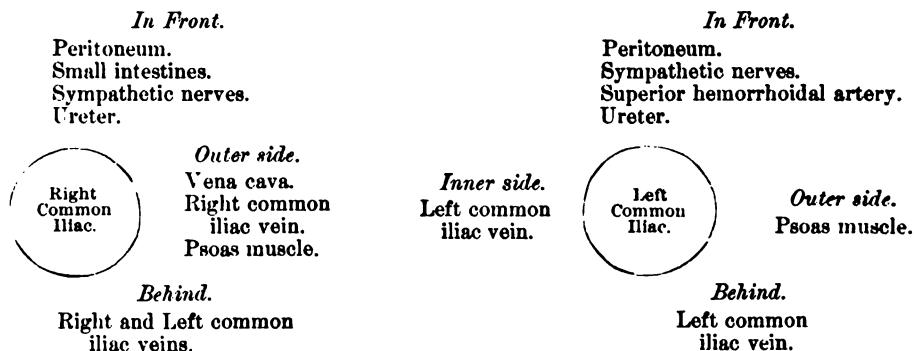 In Front.
Peritoneum.
Small intestines.
Sympathetic nerves.
Ureter.
Right
Common
Iliac.
Outer side.
Vena cava.
Right common
iliac vein.
Psoas muscle.
Behind.
Right and Left common
iliac veins.
In Front.
Peritoneum.
Sympathetic nerves.
Superior hemorrhoidal artery.
Ureter.
Inner side.
Left common
iliac vein.
Left
Common
Iliac.
Outer side.
Psoas muscle.
Behind.
Left common
iliac vein.